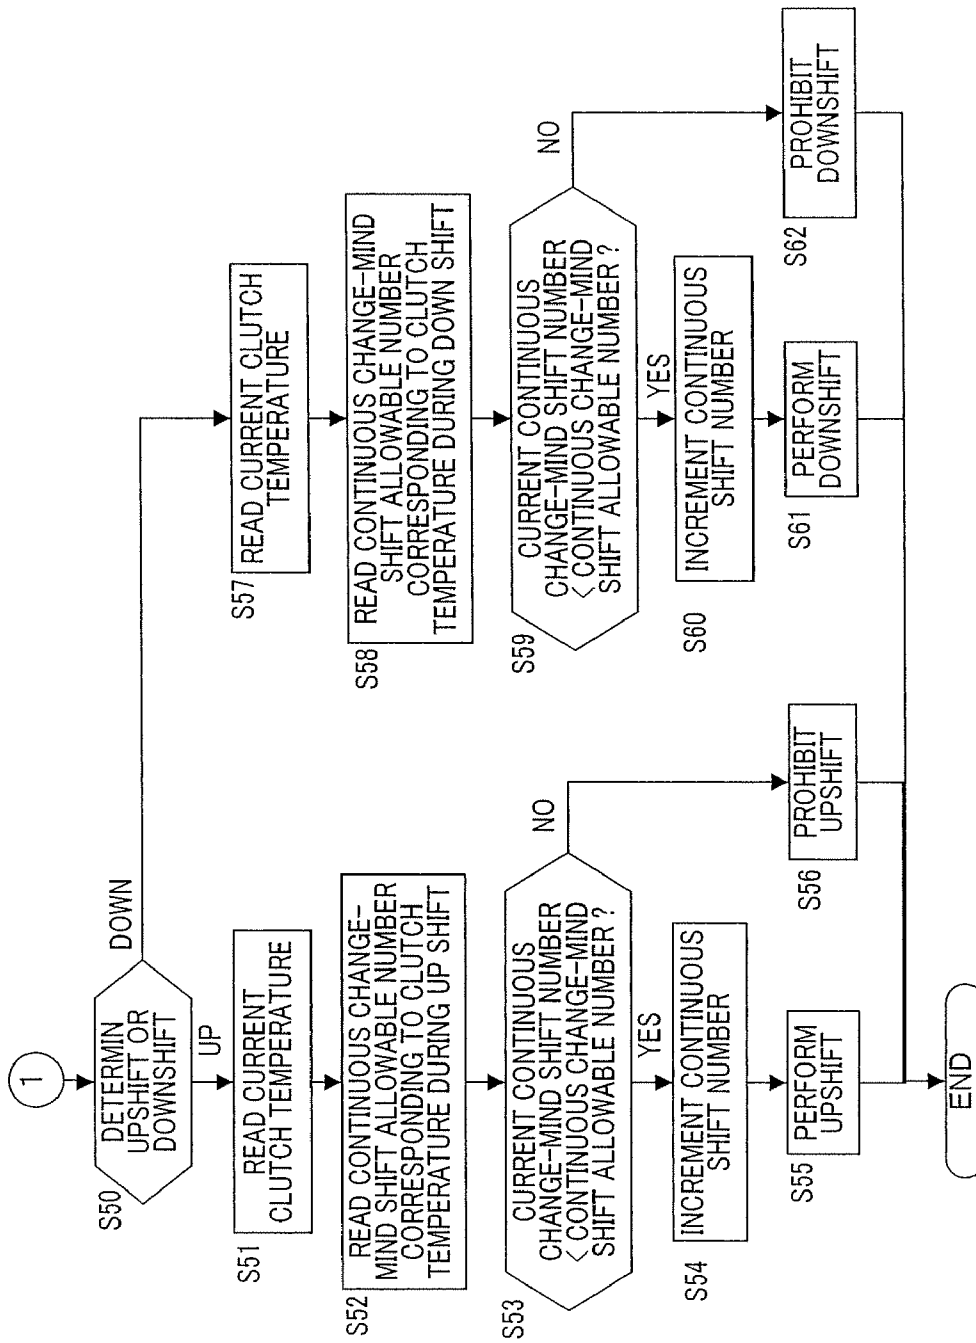 1
DETERMIN
UPSHIFT OR
DOWNSHIFT
S50
DOWN
UP
READ CURRENT
CLUTCH TEMPERATURE
S51
READ CONTINUOUS CHANGE-
MIND SHIFT ALLOWABLE NUMBER
CORRESPONDING TO CLUTCH
TEMPERATURE DURING UP SHIFT
S52
CURRENT CONTINUOUS
CHANGE-MIND SHIFT NUMBER
<CONTINUOUS CHANGE-MIND
SHIFT ALLOWABLE NUMBER?
S53
NO
YES
INCREMENT CONTINUOUS
SHIFT NUMBER
S54
PERFORM
UPSHIFT
S55
PROHIBIT
UPSHIFT
S56
READ CURRENT CLUTCH
TEMPERATURE
S57
READ CONTINUOUS CHANGE-MIND
SHIFT ALLOWABLE NUMBER
CORRESPONDING TO CLUTCH
TEMPERATURE DURING DOWN SHIFT
S58
CURRENT CONTINUOUS
CHANGE-MIND SHIFT NUMBER
<CONTINUOUS CHANGE-MIND
SHIFT ALLOWABLE NUMBER?
S59
NO
YES
INCREMENT CONTINUOUS
SHIFT NUMBER
S60
PERFORM
DOWNSHIFT
S61
PROHIBIT
DOWNSHIFT
S62
END